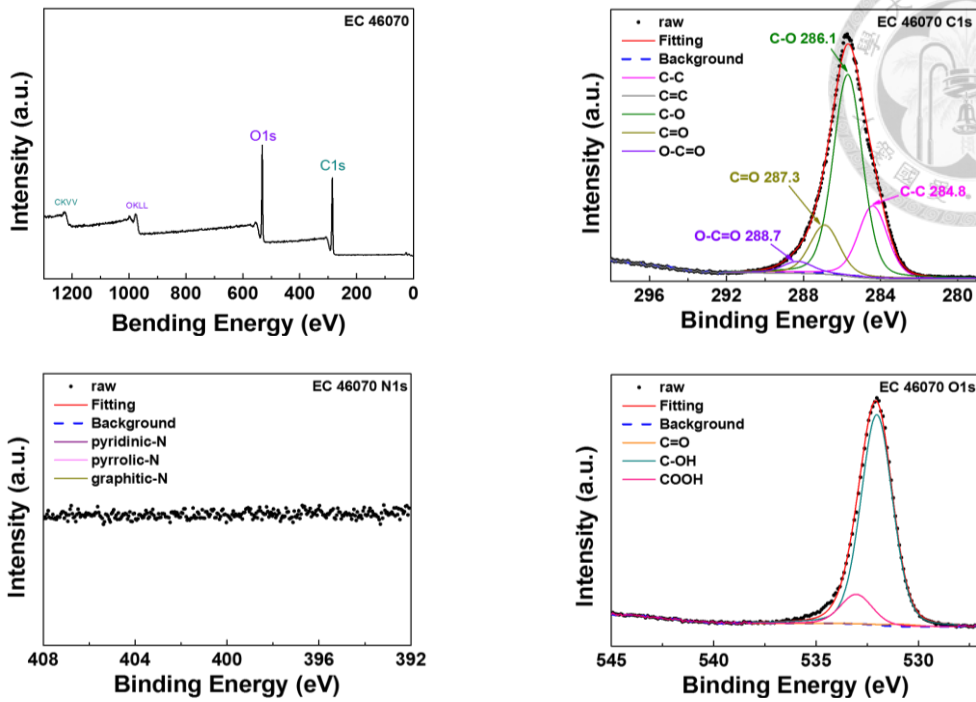 EC 46070
O1s
C1s
CKVV
OKLL
Intensity (a.u.)
1200 1000 800 600 400 200 0
Bending Energy (eV)
EC 46070 C1s
raw
Fitting
Background
C-C
C=C
C-O
C=O
O-C=O
C-O 286.1
C=O 287.3
C-C 284.8
O-C=O 288.7
Intensity (a.u.)
296 292 288 284 280
Binding Energy (eV)
學
國
EC 46070 N1s
raw
Fitting
Background
pyridinic-N
pyrrolic-N
graphitic-N
Intensity (a.u.)
408 404 400 396 392
Binding Energy (eV)
EC 46070 O1s
raw
Fitting
Background
C=O
C-OH
COOH
Intensity (a.u.)
545 540 535 530
Binding Energy (eV)